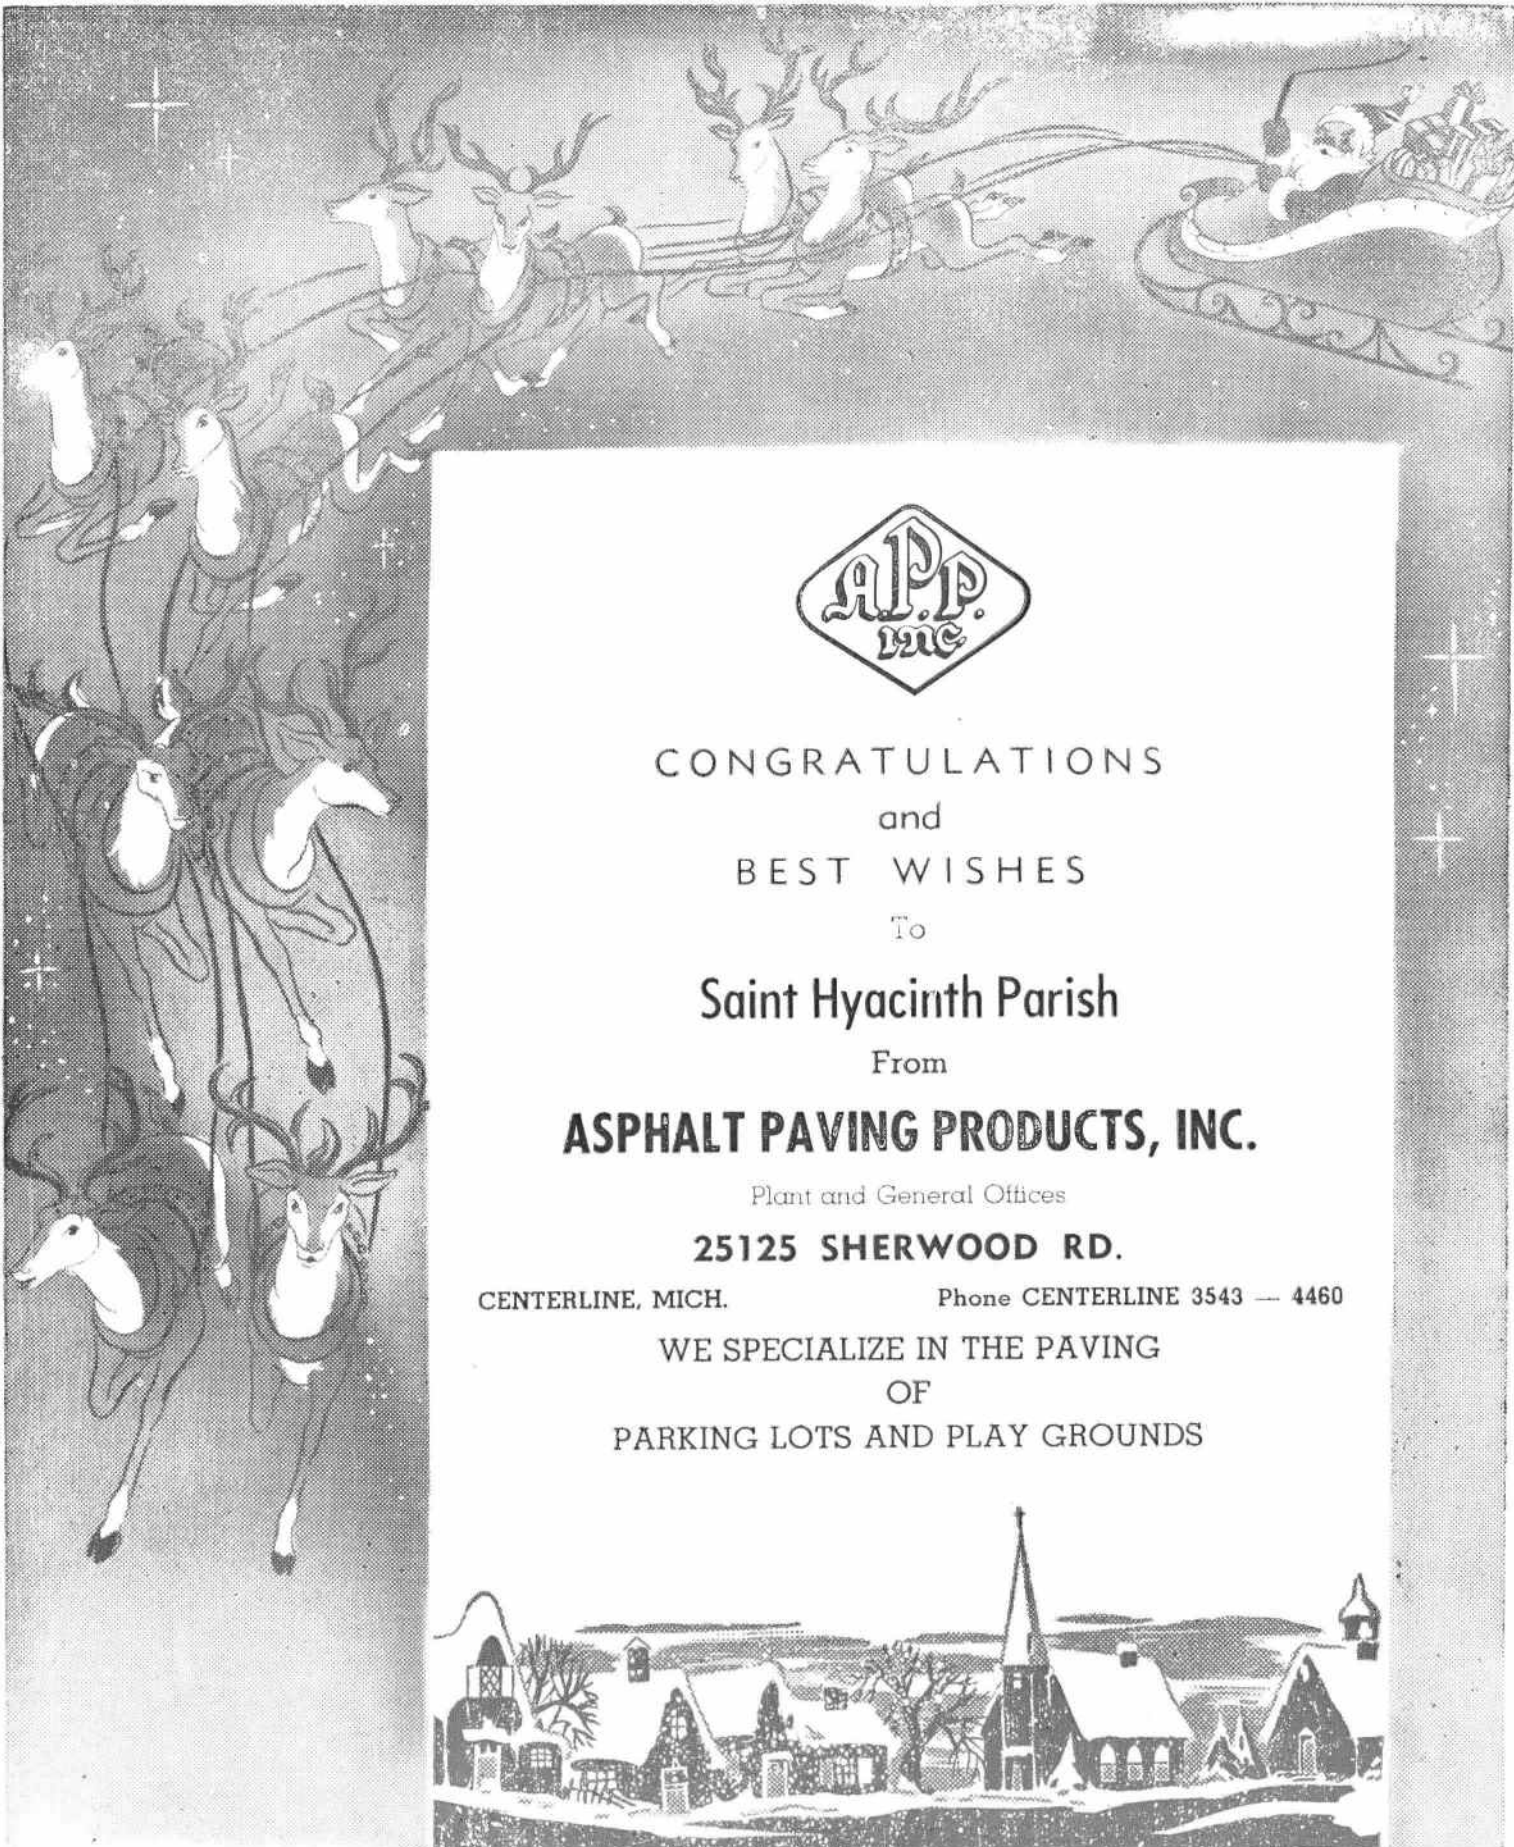 A.P.P.
INC.
CONGRATULATIONS
and
BEST WISHES
To
Saint Hyacinth Parish
From
ASPHALT PAVING PRODUCTS, INC.
Plant and General Offices
25125 SHERWOOD RD.
CENTERLINE, MICH. Phone CENTERLINE 3543 — 4460
WE SPECIALIZE IN THE PAVING
OF
PARKING LOTS AND PLAY GROUNDS